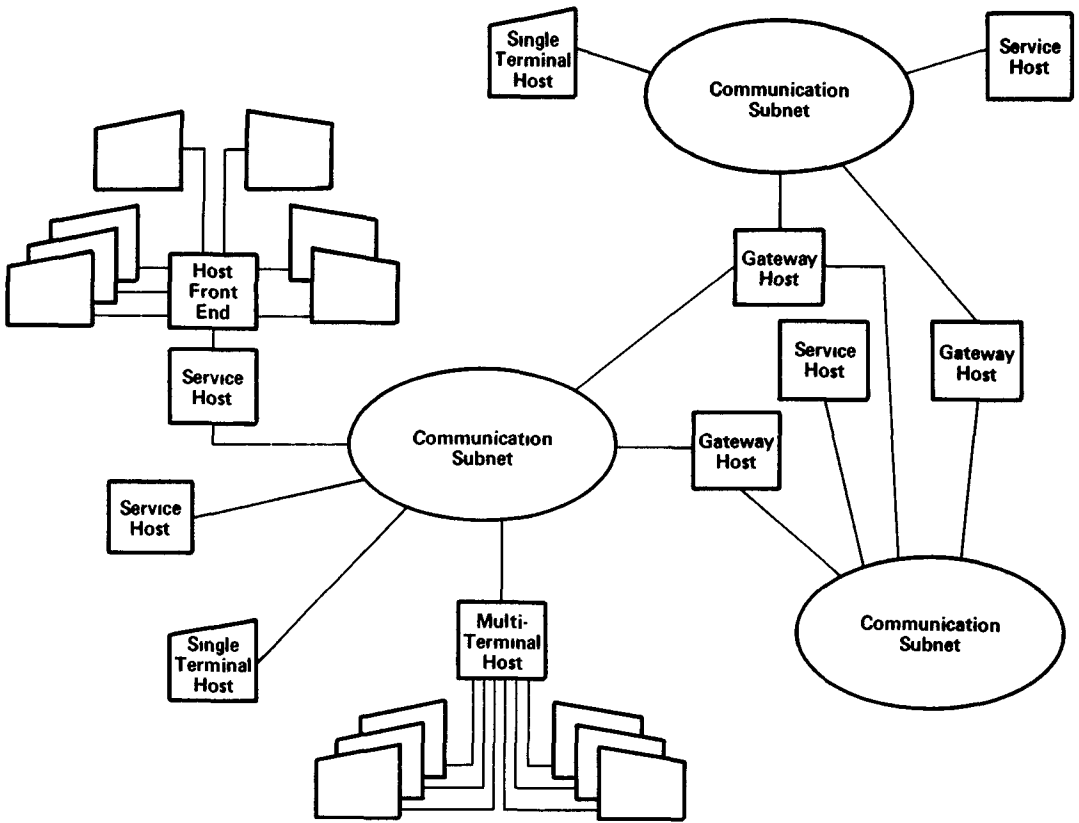 Single
Terminal
Host
Communication
Subnet
Service
Host
Host
Front
End
Gateway
Host
Service
Host
Gateway
Host
Service
Host
Communication
Subnet
Gateway
Host
Service
Host
Communication
Subnet
Single
Terminal
Host
Multi-
Terminal
Host